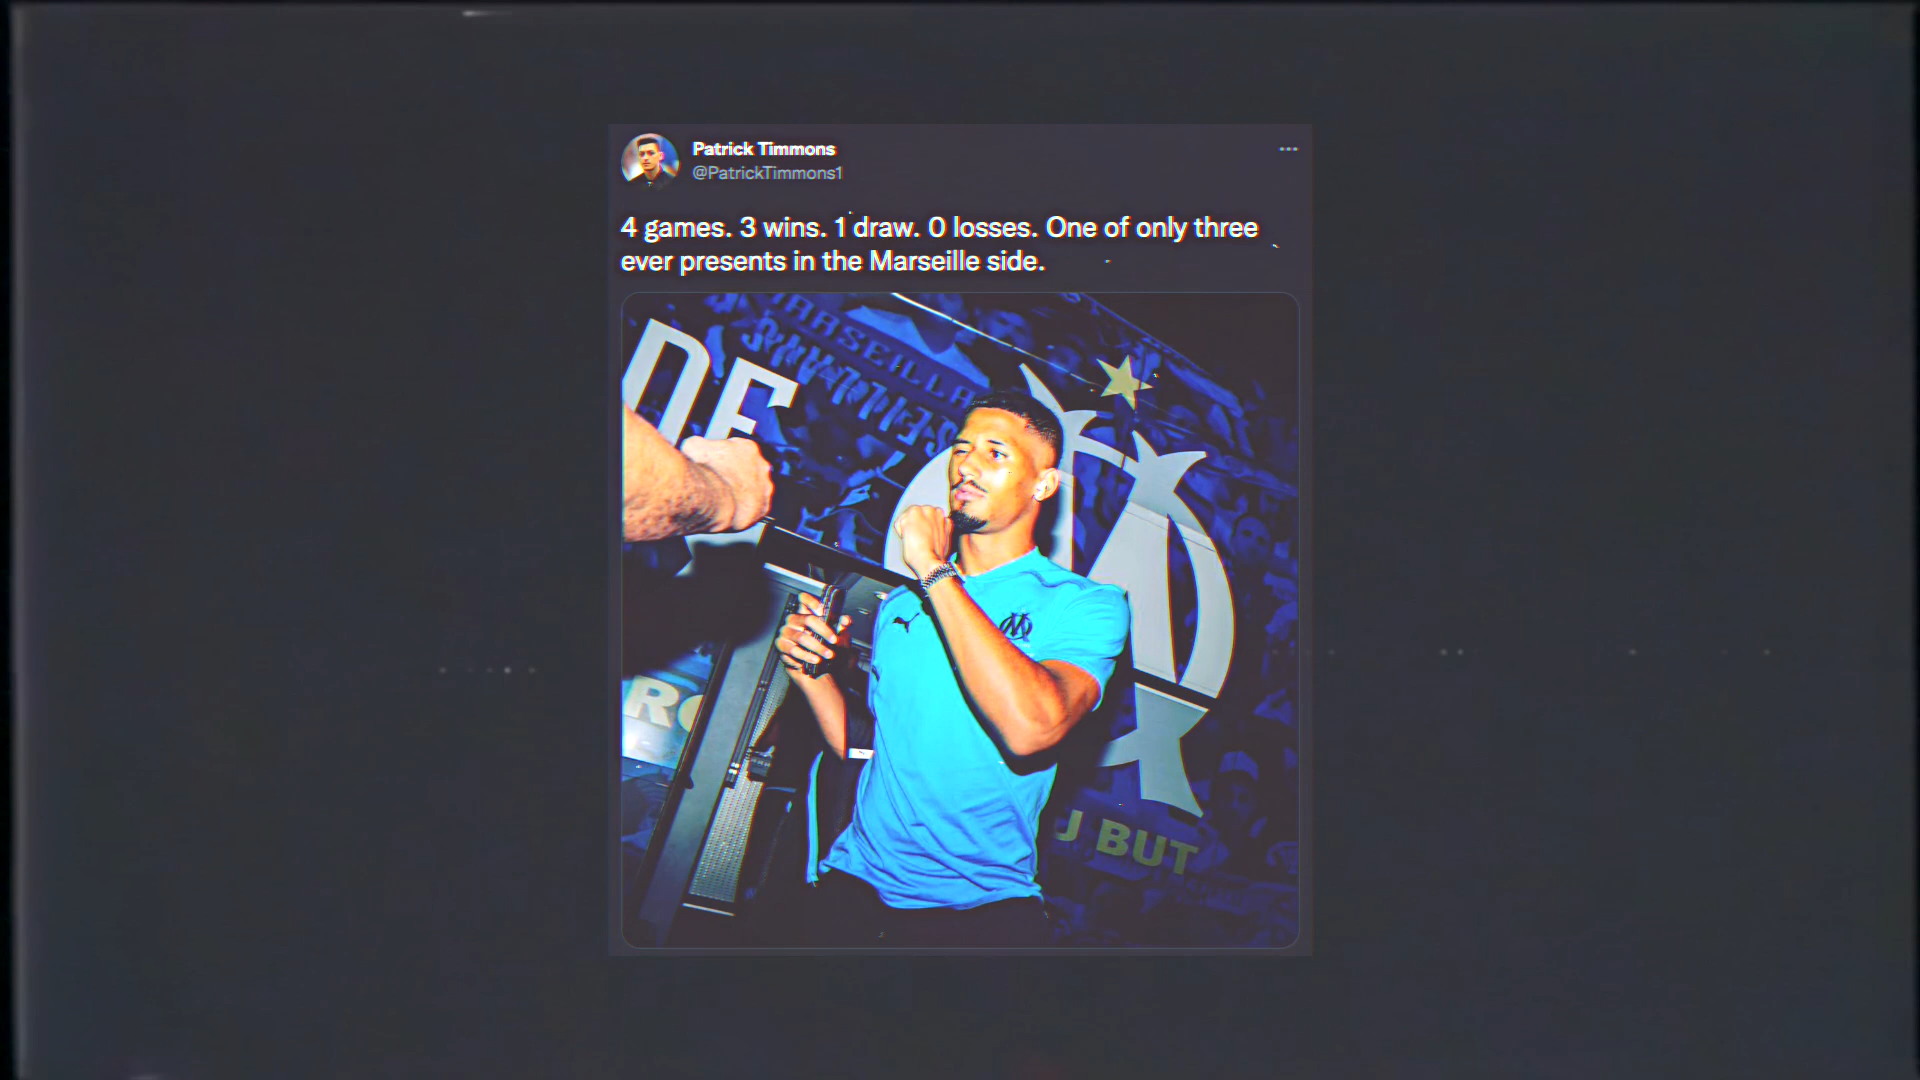 Patrick Timmons
@PatrickTimmons1
4 games. 3 wins. 1 draw. 0 losses. One of only three
ever presents in the Marseille side.
MARSEILLA
DE
J BUT